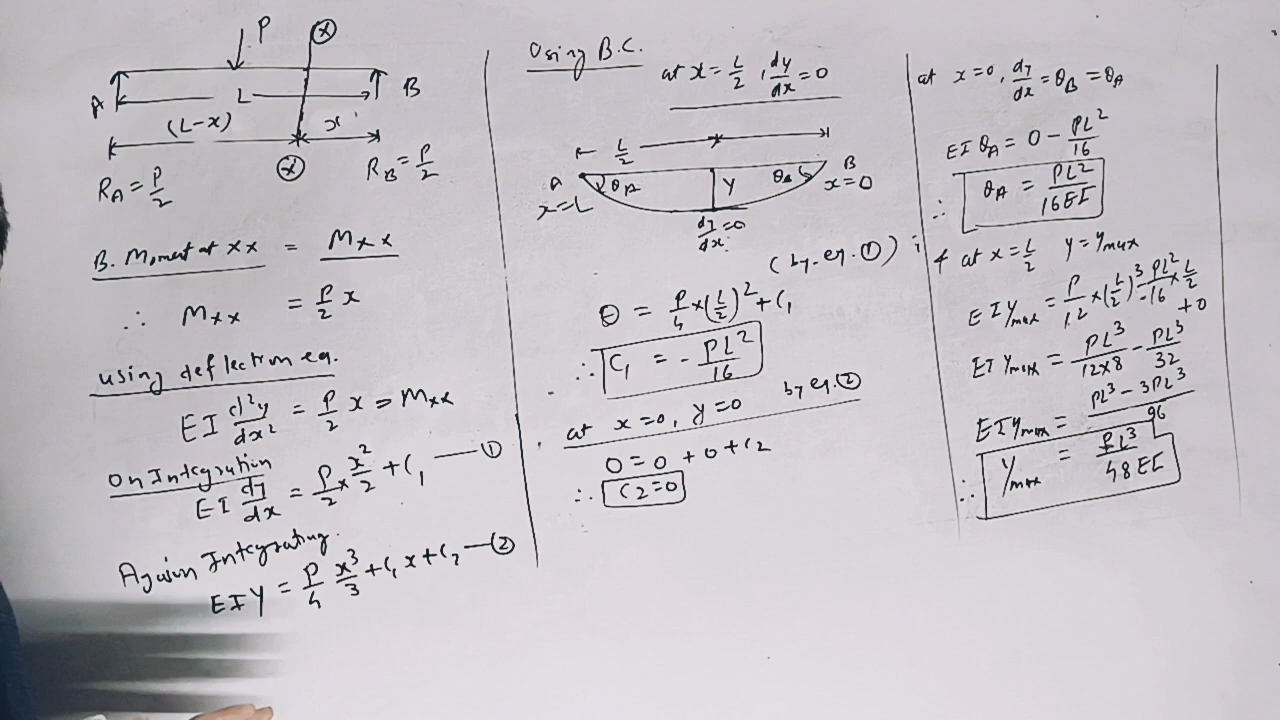 P
ⓧ
A
B
L
(L-x)
x
ⓧ
R_A = P/2
R_B = P/2
B. Moment at xx = Mxx
∴ Mxx = P/2 x
Using deflection eq.
EI d²y/dx² = P/2 x = Mxx
On Integration
EI dy/dx = P/2 × x²/2 + C₁ — ①
Again Integrating.
EIY = P/4 x³/3 + C₁x + C₂ — ②
Using B.C.
at x = L/2, dy/dx = 0
L/2
A
θA
Y
θB
B
x=L
x=0
dy/dx = 0
(by eq. ①)
0 = P/4 × (L/2)² + C₁
∴ C₁ = - PL²/16
at x=0, y=0 by eq. ②
0 = 0 + 0 + C₂
∴ C₂=0
at x=0, dy/dx = θB = θA
EI θA = 0 - PL²/16
∴ θA = PL²/16EI
& at x = L/2 y = ymax
EIYmax = P/12 × (L/2)³ - PL²/16 × L/2 + 0
EI Ymax = PL³/12×8 - PL³/32
EIYmax = PL³ - 3PL³/96
∴ Ymax = PL³/48EI